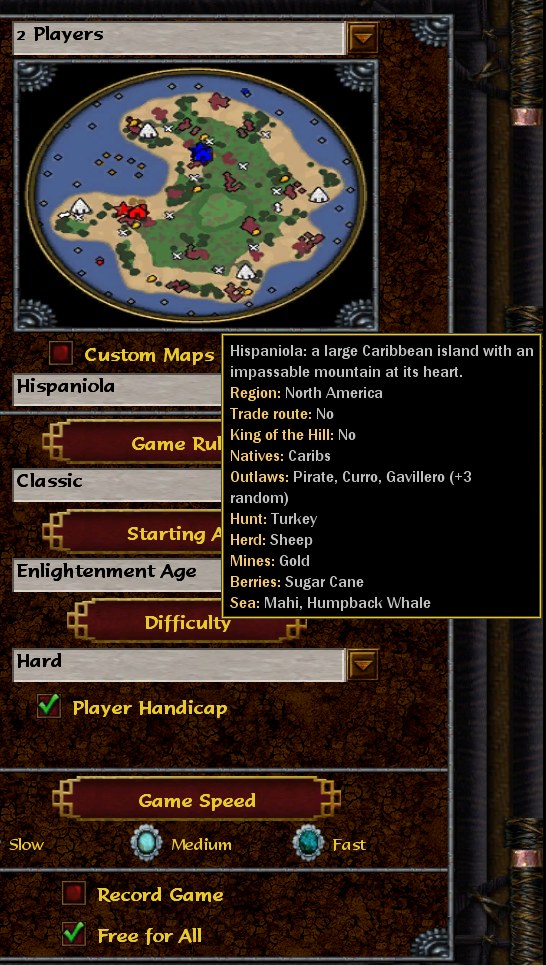 2 Players
Custom Maps
Hispaniola
Hispaniola: a large Caribbean island with an
impassable mountain at its heart.
Region: North America
Trade route: No
King of the Hill: No
Natives: Caribs
Outlaws: Pirate, Curro, Gavillero (+3
random)
Hunt: Turkey
Herd: Sheep
Mines: Gold
Berries: Sugar Cane
Sea: Mahi, Humpback Whale
Game Rul
Classic
Starting A
Enlightenment Age
Difficulty
Hard
Player Handicap
Game Speed
Slow
Medium
Fast
Record Game
Free for All